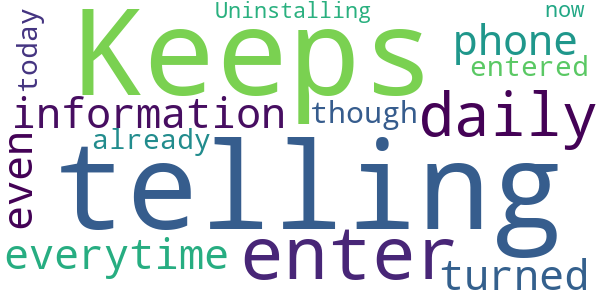 Uninstalling
now
today
Keeps
phone
entered
information
though
daily
already
even
telling
everytime
enter
turned